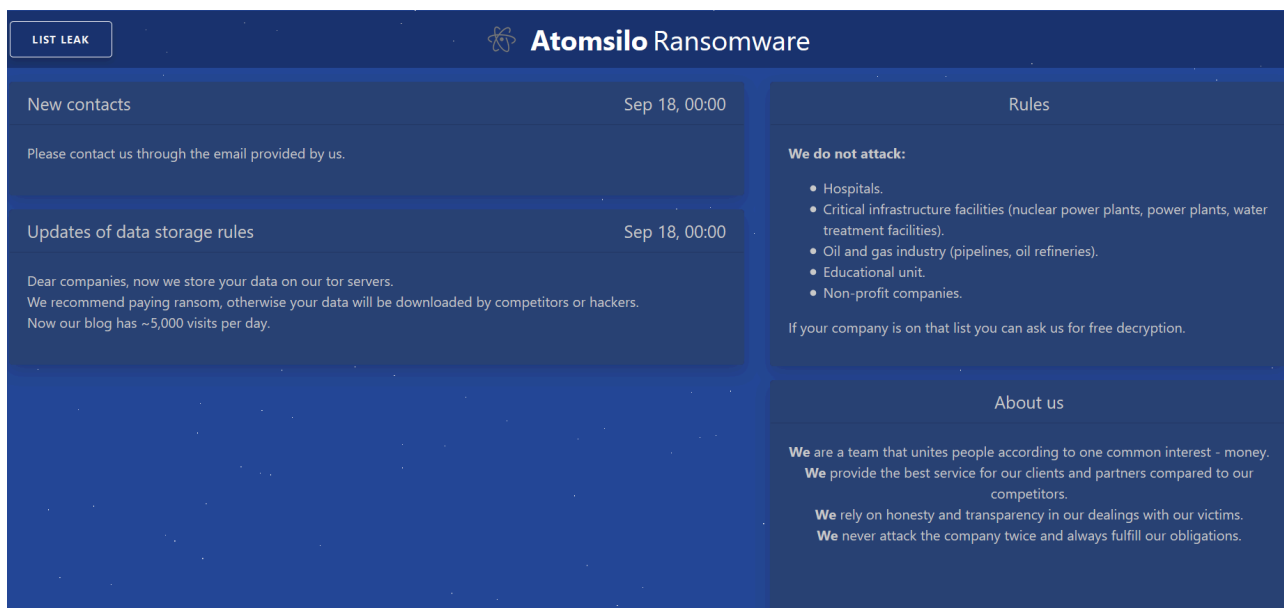 LIST LEAK
Atomsilo Ransomware
New contacts
Sep 18, 00:00
Please contact us through the email provided by us.
Updates of data storage rules
Sep 18, 00:00
Dear companies, now we store your data on our tor servers.
We recommend paying ransom, otherwise your data will be downloaded by competitors or hackers.
Now our blog has ~5,000 visits per day.
Rules
We do not attack:
• Hospitals.
• Critical infrastructure facilities (nuclear power plants, power plants, water
treatment facilities).
• Oil and gas industry (pipelines, oil refineries).
• Educational unit.
• Non-profit companies.
If your company is on that list you can ask us for free decryption.
About us
We are a team that unites people according to one common interest - money.
We provide the best service for our clients and partners compared to our
competitors.
We rely on honesty and transparency in our dealings with our victims.
We never attack the company twice and always fulfill our obligations.